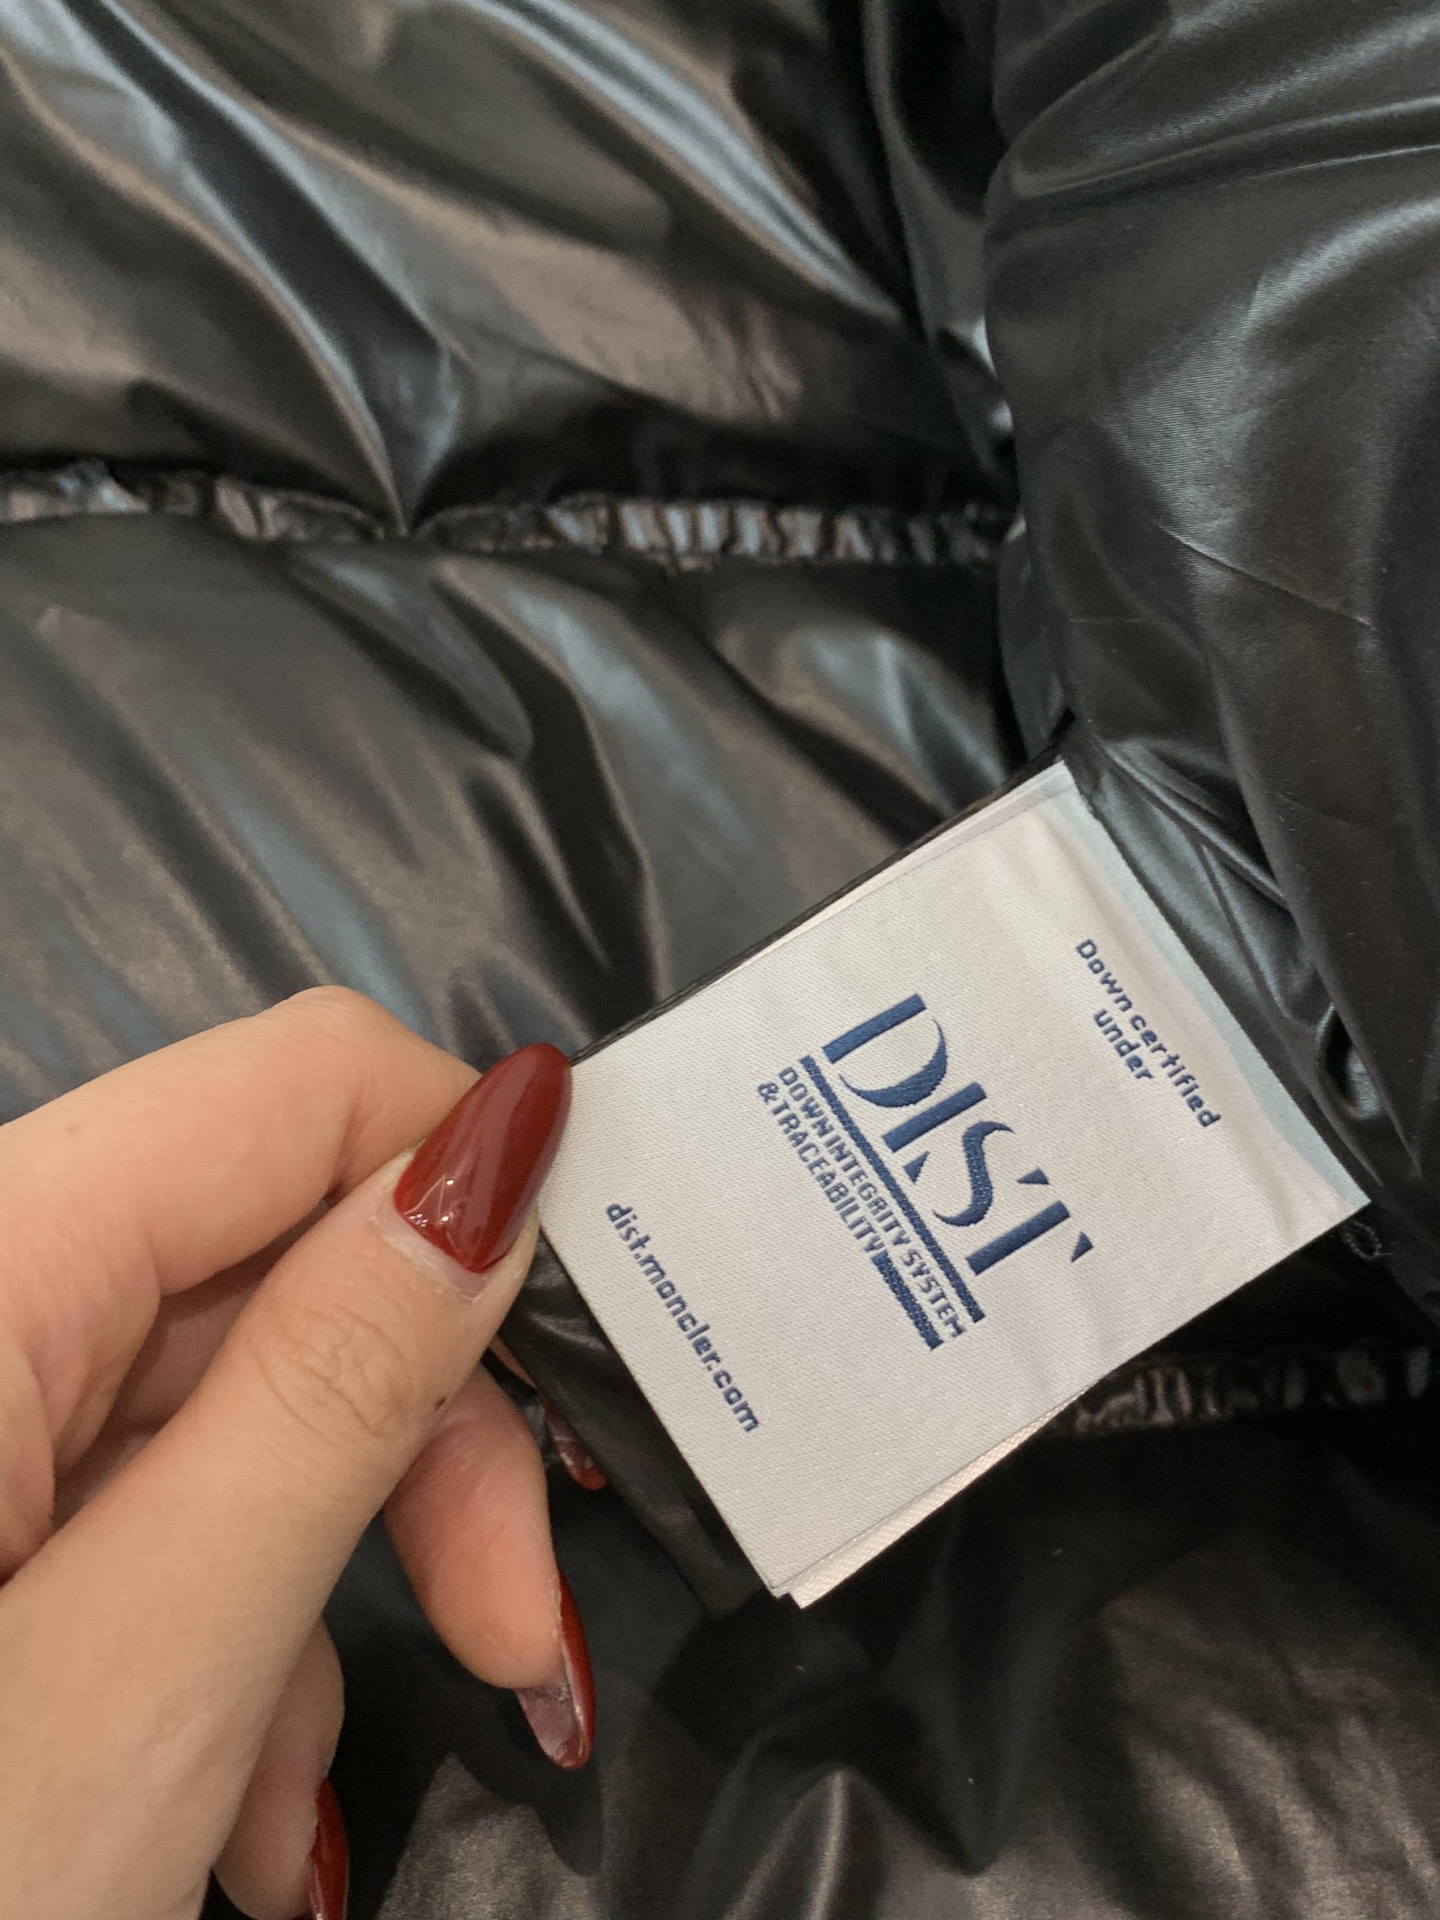 Down certified
under
DIST
DOWN INTEGRITY SYSTEM
& TRACEABILITY
dist.moncler.com